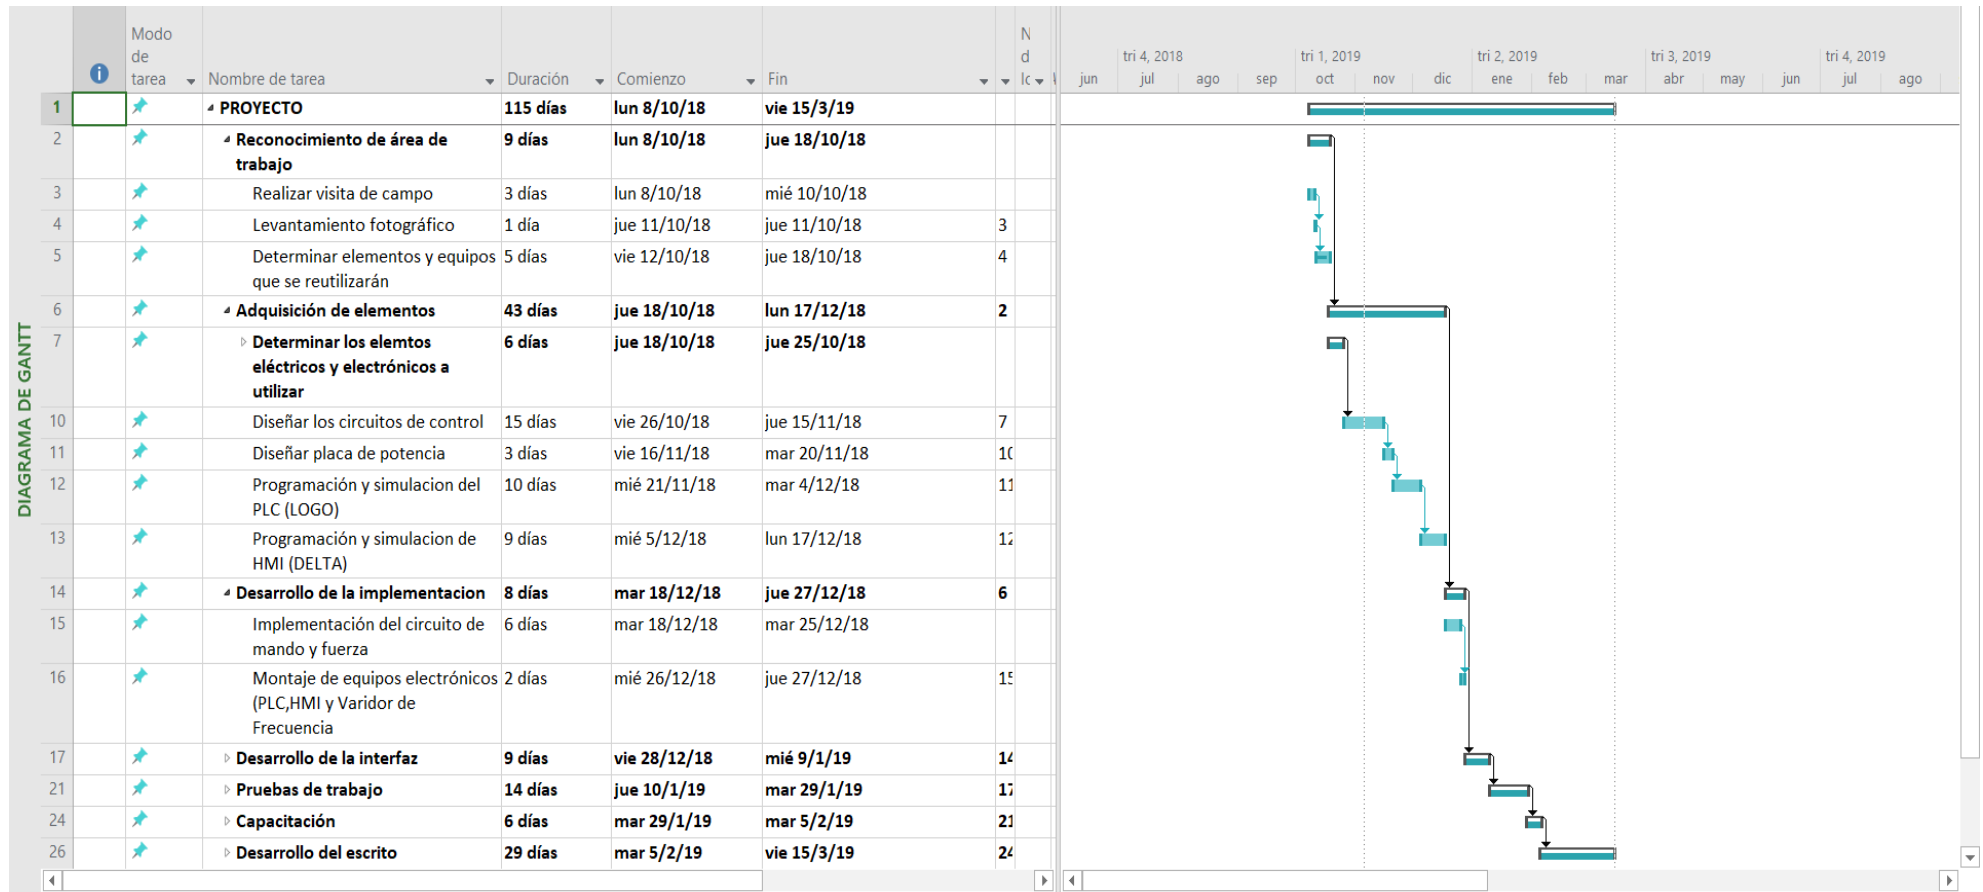 Modo de tarea Nombre de tarea Duración Comienzo Fin
tri 4, 2018 tri 1, 2019 tri 2, 2019 tri 3, 2019 tri 4, 2019
jun jul ago sep oct nov dic ene feb mar abr may jun jul ago
DIAGRAMA DE GANTT
1 PROYECTO 115 días lun 8/10/18 vie 15/3/19
2 Reconocimiento de área de 9 días lun 8/10/18 jue 18/10/18
trabajo
3 Realizar visita de campo 3 días lun 8/10/18 mié 10/10/18
4 Levantamiento fotográfico 1 día jue 11/10/18 jue 11/10/18 3
5 Determinar elementos y equipos 5 días vie 12/10/18 jue 18/10/18 4
que se reutilizarán
6 Adquisición de elementos 43 días jue 18/10/18 lun 17/12/18 2
7 Determinar los elemtos 6 días jue 18/10/18 jue 25/10/18
eléctricos y electrónicos a
utilizar
10 Diseñar los circuitos de control 15 días vie 26/10/18 jue 15/11/18 7
11 Diseñar placa de potencia 3 días vie 16/11/18 mar 20/11/18 10
12 Programación y simulacion del 10 días mié 21/11/18 mar 4/12/18 11
PLC (LOGO)
13 Programación y simulacion de 9 días mié 5/12/18 lun 17/12/18 12
HMI (DELTA)
14 Desarrollo de la implementacion 8 días mar 18/12/18 jue 27/12/18 6
15 Implementación del circuito de 6 días mar 18/12/18 mar 25/12/18
mando y fuerza
16 Montaje de equipos electrónicos 2 días mié 26/12/18 jue 27/12/18 15
(PLC,HMI y Varidor de
Frecuencia
17 Desarrollo de la interfaz 9 días vie 28/12/18 mié 9/1/19 14
21 Pruebas de trabajo 14 días jue 10/1/19 mar 29/1/19 17
24 Capacitación 6 días mar 29/1/19 mar 5/2/19 21
26 Desarrollo del escrito 29 días mar 5/2/19 vie 15/3/19 24